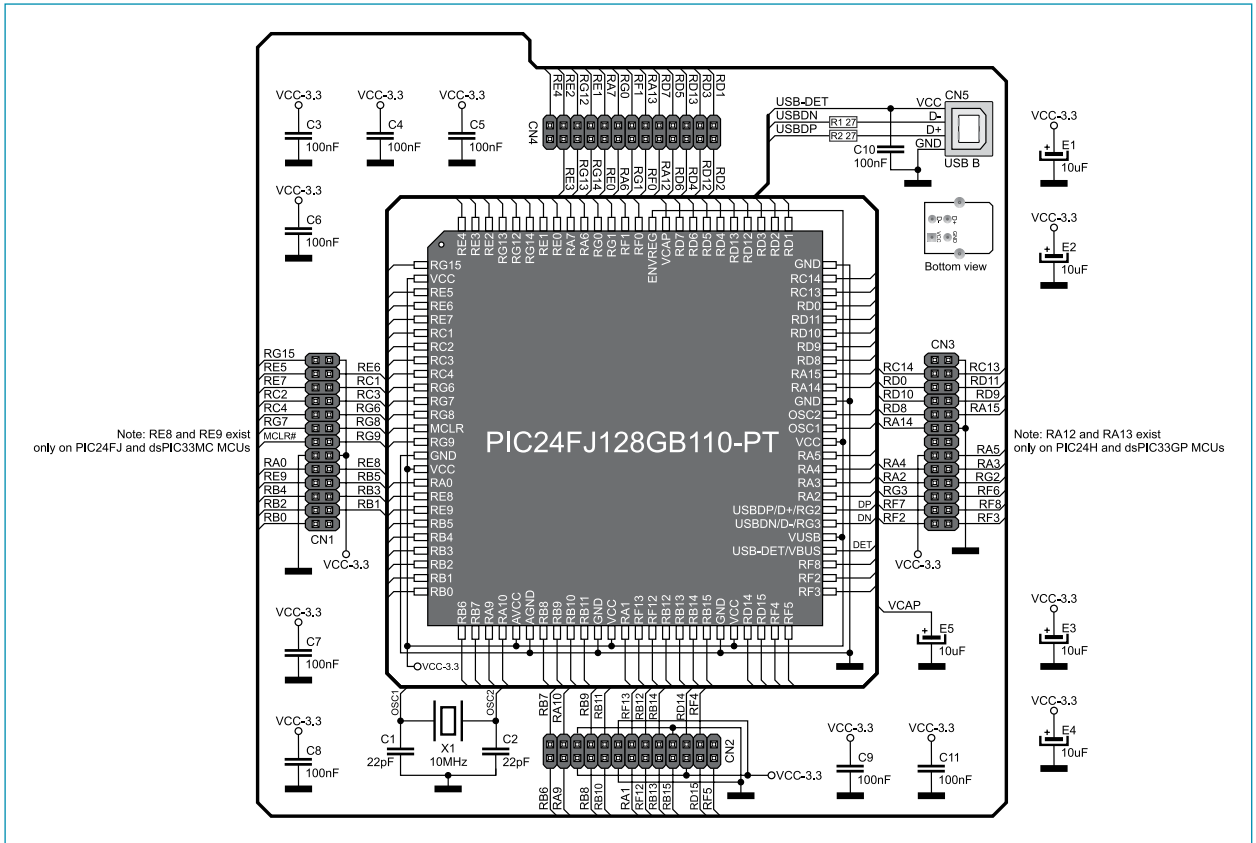 VCC-3.3
C3
100nF
VCC-3.3
C4
100nF
VCC-3.3
C5
100nF
VCC-3.3
C6
100nF
CN4
RE4
RE2
RG12
RE1
RA7
RG0
RF1
RA13
RD7
RD5
RD13
RD3
RD1
RE3
RG13
RG14
RE0
RA6
RG1
RF0
RA12
RD6
RD4
RD12
RD2
USB-DET
USBDN
USBDP
R1 27
R2 27
C10
100nF
CN5
VCC
D-
D+
GND
USB B
D-
D+
VCC
GND
Bottom view
VCC-3.3
E1
10uF
VCC-3.3
E2
10uF
RE4
RE3
RE2
RG13
RG12
RG14
RE1
RE0
RA7
RA6
RG0
RG1
RF1
RF0
ENVREG
VCAP
RD7
RD6
RD5
RD4
RD13
RD12
RD3
RD2
RD1
RG15
VCC
RE5
RE6
RE7
RC1
RC2
RC3
RC4
RG6
RG7
RG8
MCLR
RG9
GND
VCC
RA0
RE8
RE9
RB5
RB4
RB3
RB2
RB1
RB0
PIC24FJ128GB110-PT
GND
RC14
RC13
RD0
RD11
RD10
RD9
RD8
RA15
RA14
GND
OSC2
OSC1
VCC
RA5
RA4
RA3
RA2
USBDP/D+/RG2
USBDN/D-/RG3
VUSB
USB-DET/VBUS
RF8
RF2
RF3
DP
DN
DET
RB6
RB7
RA9
RA10
AVCC
AGND
RB8
RB9
RB10
RB11
GND
VCC
RA1
RF13
RF12
RB12
RB13
RB14
RB15
GND
VCC
RD14
RD15
RF4
RF5
RG15
RE5
RE7
RC2
RC4
RG7
MCLR#
RA0
RE9
RB4
RB2
RB0
RE6
RC1
RC3
RG6
RG8
RG9
RE8
RB5
RB3
RB1
CN1
VCC-3.3
Note: RE8 and RE9 exist
only on PIC24FJ and dsPIC33MC MCUs
CN3
RC14
RD0
RD10
RD8
RA14
RA4
RA2
RG3
RF7
RF2
RC13
RD11
RD9
RA15
RA5
RA3
RG2
RF6
RF8
RF3
VCC-3.3
Note: RA12 and RA13 exist
only on PIC24H and dsPIC33GP MCUs
VCC-3.3
C7
100nF
VCC-3.3
C8
100nF
VCC-3.3
OSC1
OSC2
C1
22pF
X1
10MHz
C2
22pF
RB7
RA10
RB9
RB11
RF13
RB12
RB14
RD14
RF4
CN2
RB6
RA9
RB8
RB10
RA1
RF12
RB13
RB15
RD15
RF5
VCC-3.3
VCAP
E5
10uF
VCC-3.3
C9
100nF
VCC-3.3
C11
100nF
VCC-3.3
E3
10uF
VCC-3.3
E4
10uF